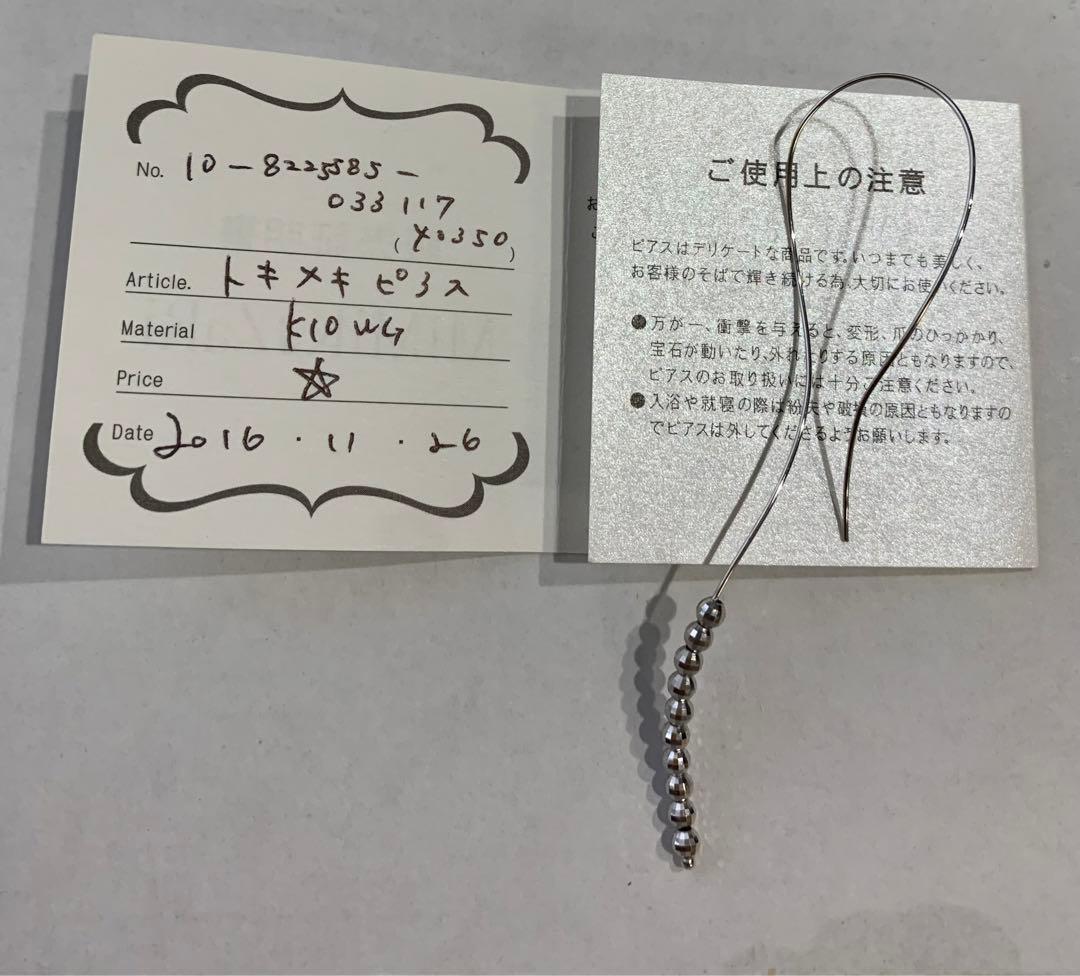 No. 10-8225585-
033117
(Y0350)
Article. トキメキピアス
Material K10WG
Price ☆
Date 2016.11.26
お
こ
ご使用上の注意
ピアスはデリケートな商品です。いつまでも美しく、
お客様のそばで輝き続ける為、大切にお使いください。
●万が一、衝撃を与えると、変形、爪のひっかかり、
宝石が動いたり、外れたりする原因ともなりますので、
ピアスのお取り扱いには十分ご注意ください。
●入浴や就寝の際は紛失や破損の原因ともなりますの
でピアスは外してくださるようお願いします。